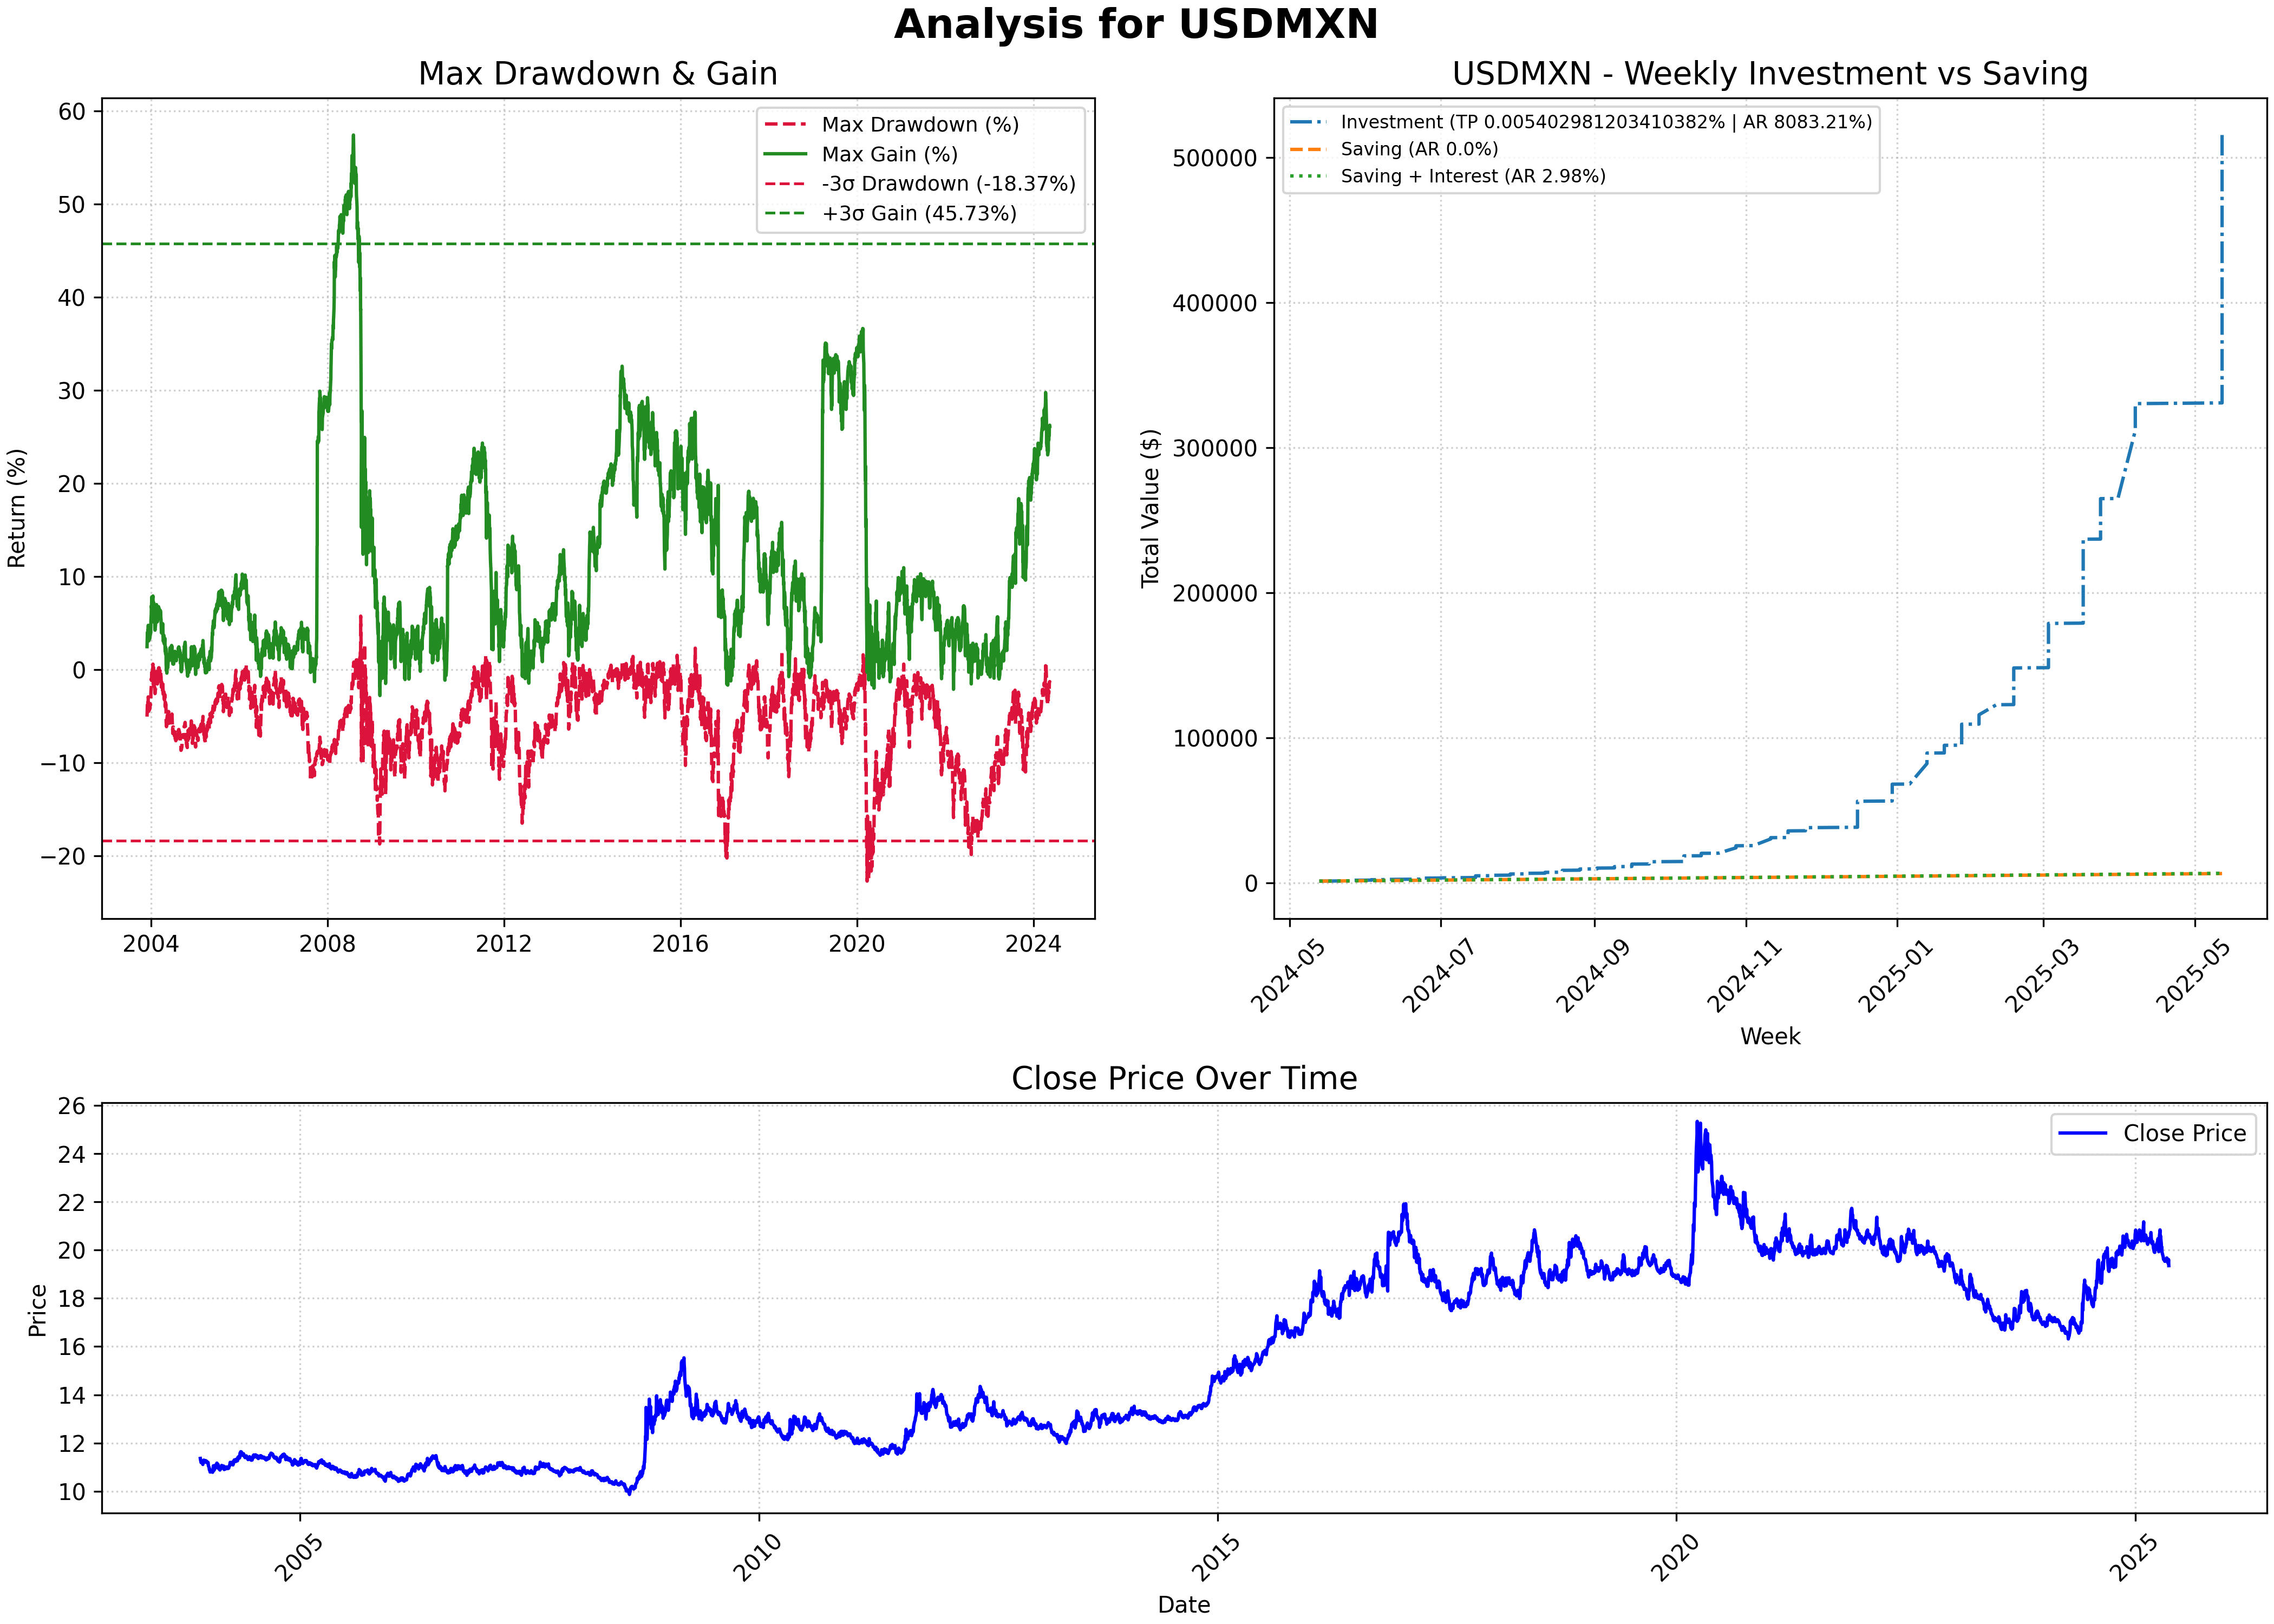 Analysis for USDMXN
Max Drawdown & Gain
Return (%)
60
50
40
30
20
10
0
−10
−20
2004
2008
2012
2016
2020
2024
Max Drawdown (%)
Max Gain (%)
-3σ Drawdown (-18.37%)
+3σ Gain (45.73%)
USDMXN - Weekly Investment vs Saving
Total Value ($)
500000
400000
300000
200000
100000
0
Investment (TP 0.005402981203410382% | AR 8083.21%)
Saving (AR 0.0%)
Saving + Interest (AR 2.98%)
2024-05
2024-07
2024-09
2024-11
2025-01
2025-03
2025-05
Week
Close Price Over Time
Price
26
24
22
20
18
16
14
12
10
Close Price
2005
2010
2015
2020
2025
Date